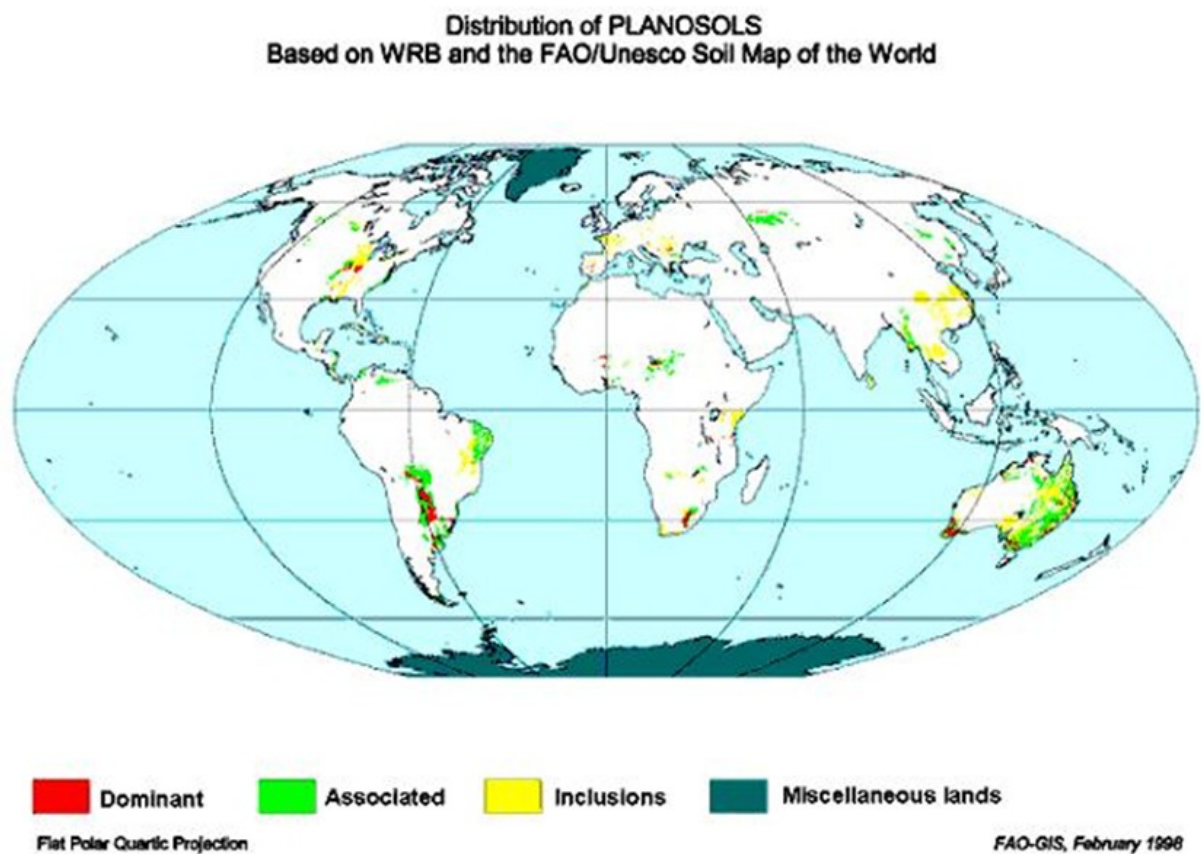 Distribution of PLANOSOLS
Based on WRB and the FAO/Unesco Soil Map of the World
Dominant
Associated
Inclusions
Miscellaneous lands
Flat Polar Quartic Projection
FAO-GIS, February 1998